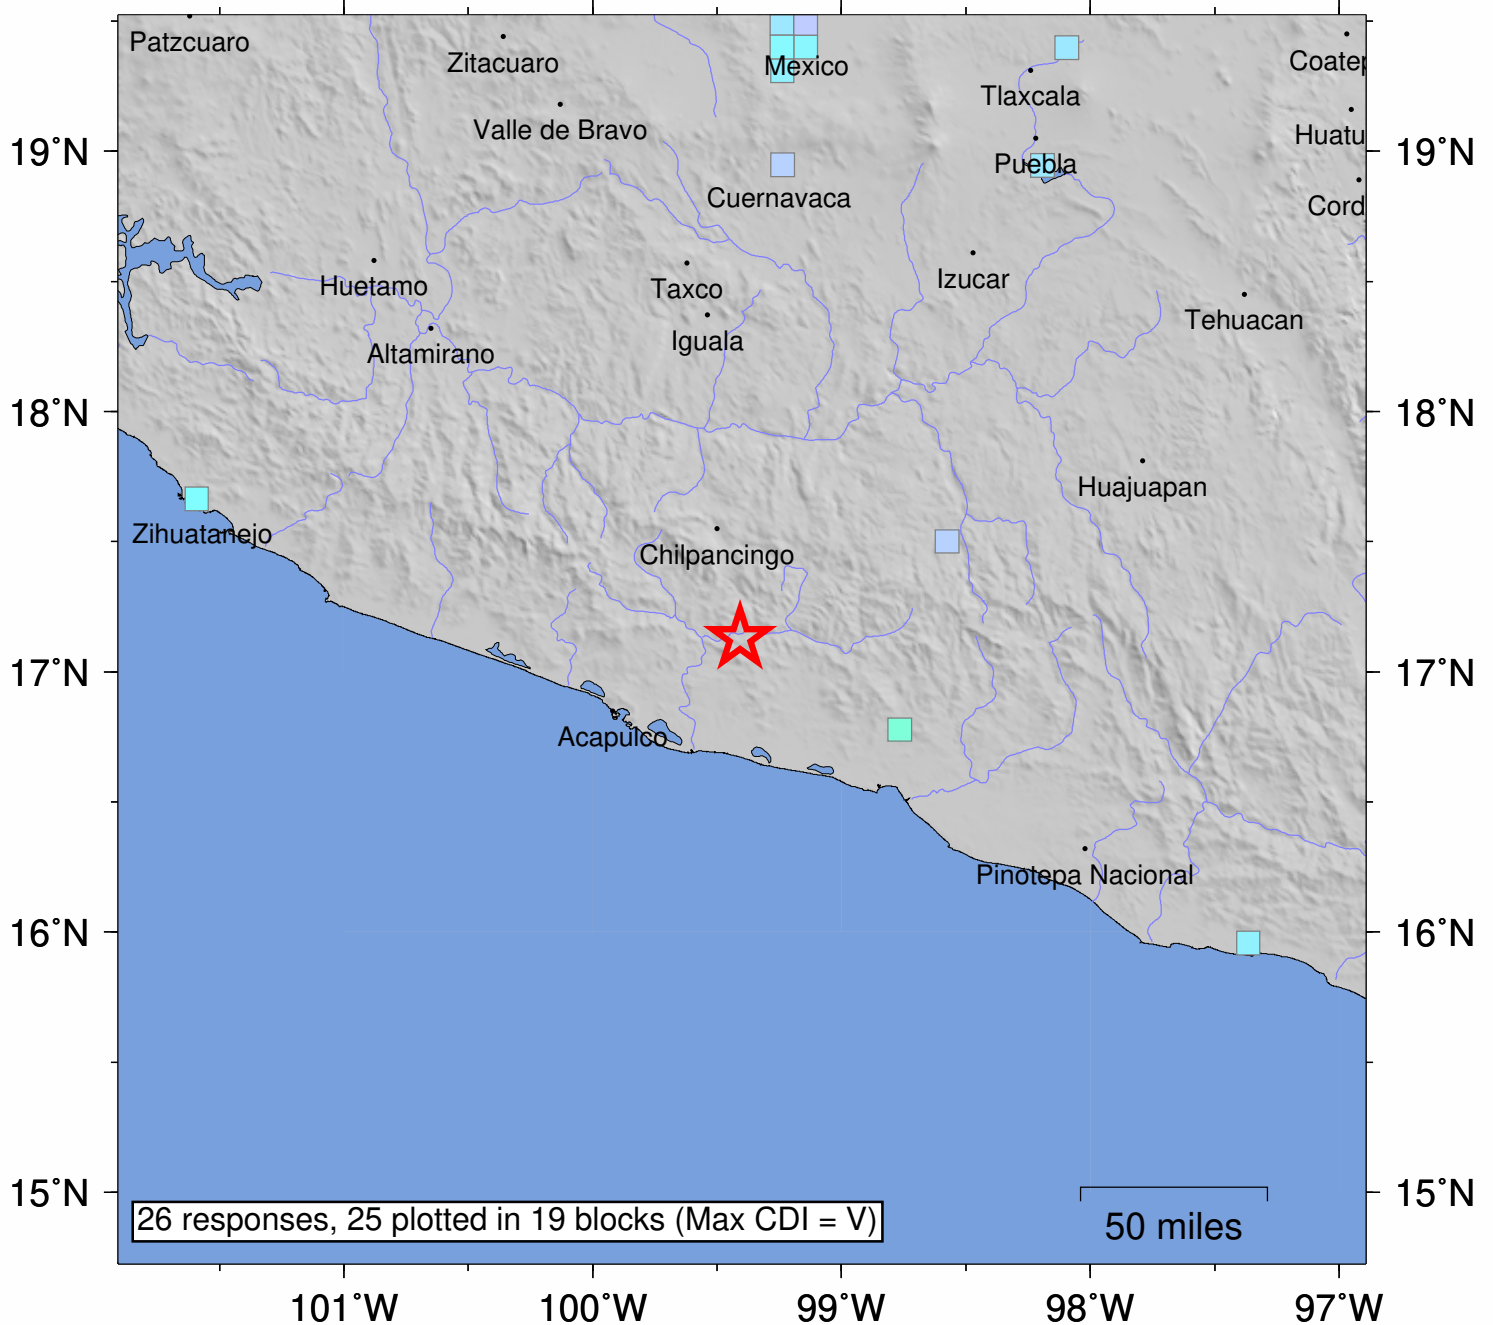 Patzcuaro
Zitacuaro
Mexico
Coatep
Tlaxcala
Valle de Bravo
Huatu
19°N
19°N
Puebla
Cuernavaca
Cord
Huetamo
Taxco
Izucar
Tehuacan
Iguala
Altamirano
18°N
18°N
Huajuapan
Zihuatanejo
Chilpancingo
17°N
17°N
Acapulco
Pinotepa Nacional
16°N
16°N
15°N
15°N
26 responses, 25 plotted in 19 blocks (Max CDI = V)
50 miles
101°W
100°W
99°W
98°W
97°W